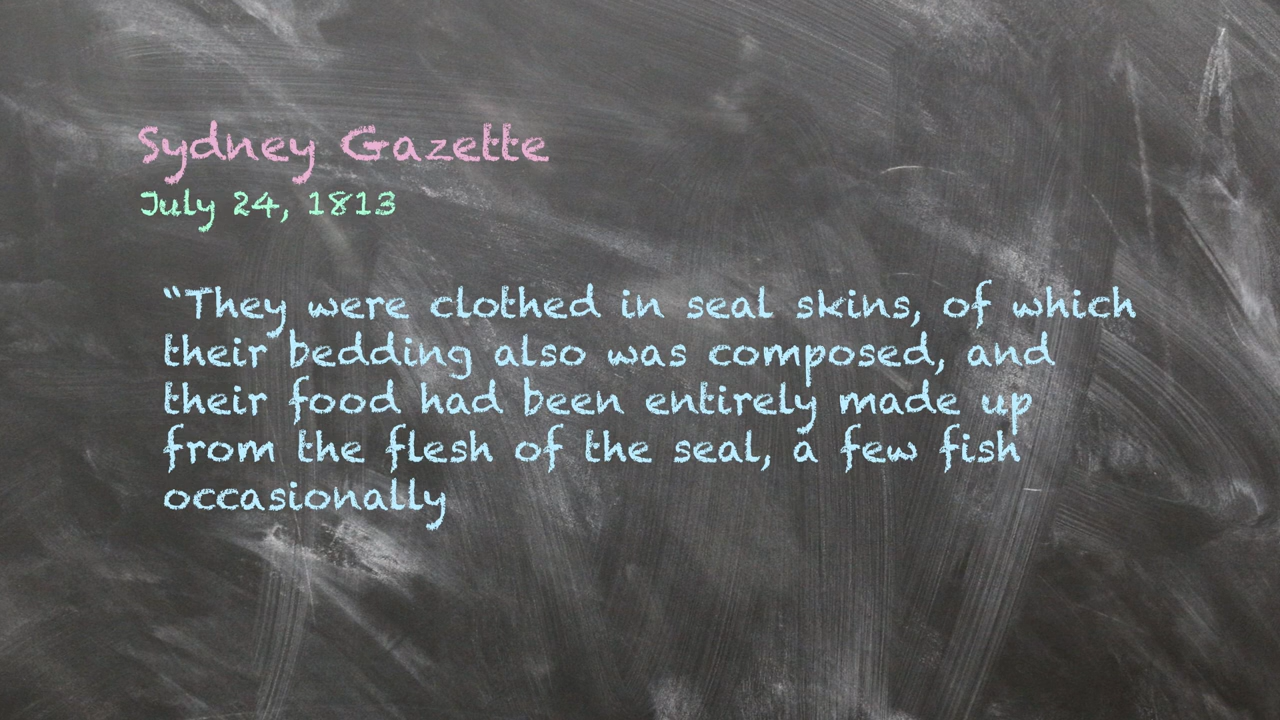 Sydney Gazette
July 24, 1813
“They were clothed in seal skins, of which
their bedding also was composed, and
their food had been entirely made up
from the flesh of the seal, a few fish
occasionally